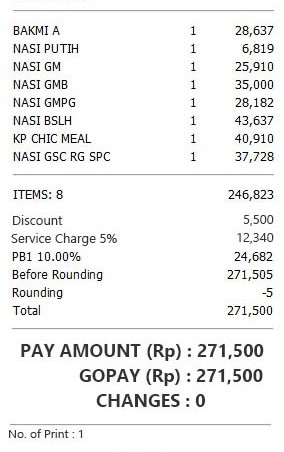 BAKMI A 1 28,637
NASI PUTIH 1 6,819
NASI GM 1 25,910
NASI GMB 1 35,000
NASI GMPG 1 28,182
NASI BSLH 1 43,637
KP CHIC MEAL 1 40,910
NASI GSC RG SPC 1 37,728
ITEMS: 8 246,823
Discount 5,500
Service Charge 5% 12,340
PB1 10.00% 24,682
Before Rounding 271,505
Rounding -5
Total 271,500
PAY AMOUNT (Rp) : 271,500
GOPAY (Rp) : 271,500
CHANGES : 0
No. of Print : 1